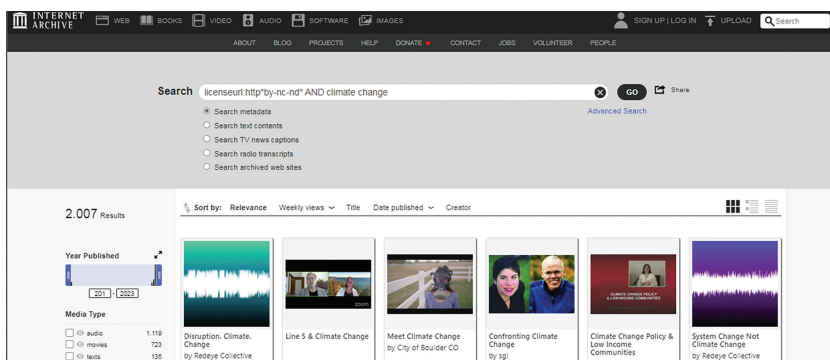 INTERNET ARCHIVE
WEB BOOKS VIDEO AUDIO SOFTWARE IMAGES SIGN UP | LOG IN UPLOAD Search
ABOUT BLOG PROJECTS HELP DONATE CONTACT JOBS VOLUNTEER PEOPLE
Search licenseurl:http*by-nc-nd* AND climate change GO Share
Search metadata Advanced Search
Search text contents
Search TV news captions
Search radio transcripts
Search archived web sites
2.007 Results
Sort by: Relevance Weekly views Title Date published Creator
Year Published
201 - 2023
Media Type
audio 1.119
movies 723
texts 135
Disruption. Climate. Change
by Redeye Collective
zoom
Line 5 & Climate Change
Meet Climate Change
by City of Boulder CO
Confronting Climate Change
by sgl
CLIMATE CHANGE POLICY
& LOW INCOME COMMUNITIES
Climate Change Policy & Low Income Communities
System Change Not Climate Change
by Redeye Collective